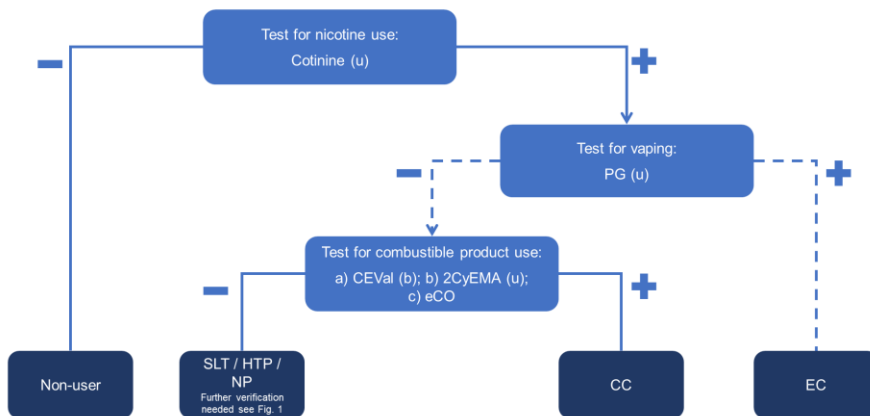 Test for nicotine use:
Cotinine (u)
Test for vaping:
PG (u)
Test for combustible product use:
a) CEVal (b); b) 2CyEMA (u);
c) eCO
Non-user
SLT / HTP /
NP
Further verification
needed see Fig. 1
CC
EC